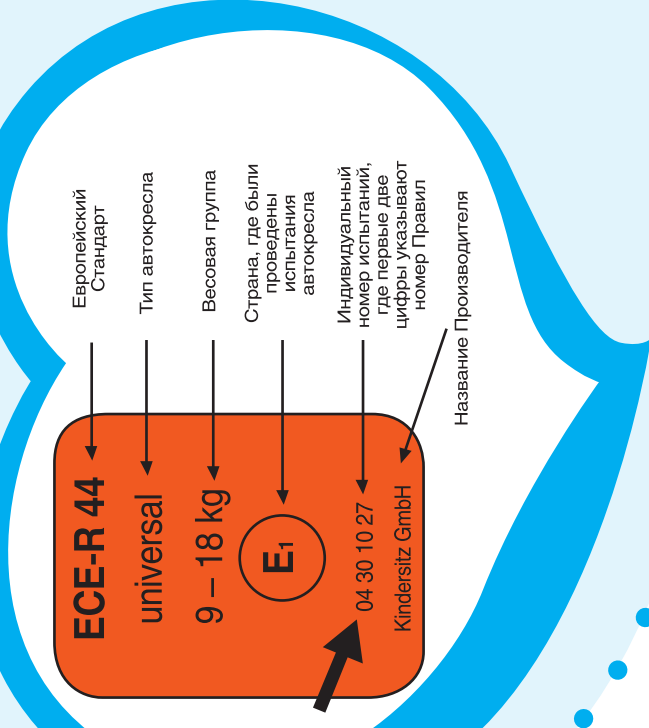 ECE-R 44
universal
9 – 18 kg
E1
04 30 10 27
Kindersitz GmbH
Европейский
Стандарт
Тип автокресла
Весовая группа
Страна, где были
проведены
испытания
автокресла
Индивидуальный
номер испытаний,
где первые две
цифры указывают
номер Правил
Название Производителя